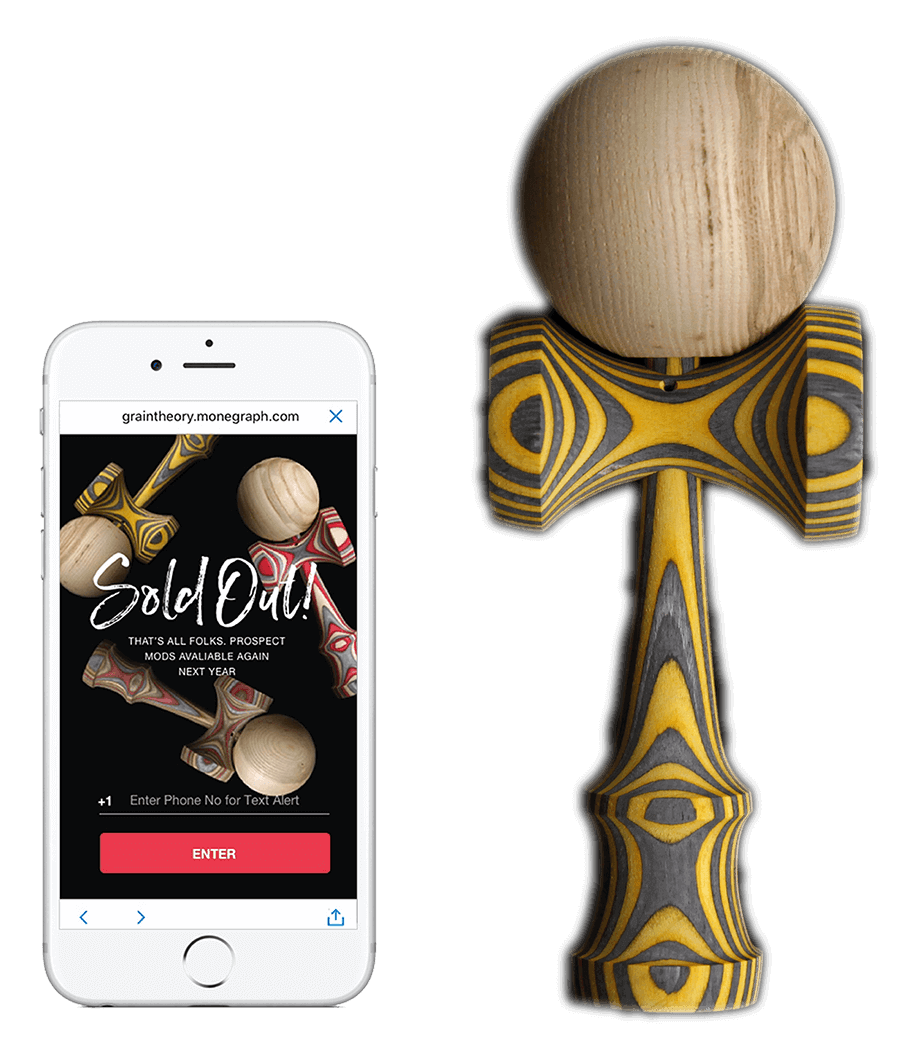 graintheory.monegraph.com
Sold Out!
THAT'S ALL FOLKS. PROSPECT
MODS AVALIABLE AGAIN
NEXT YEAR
+1 Enter Phone No for Text Alert
ENTER